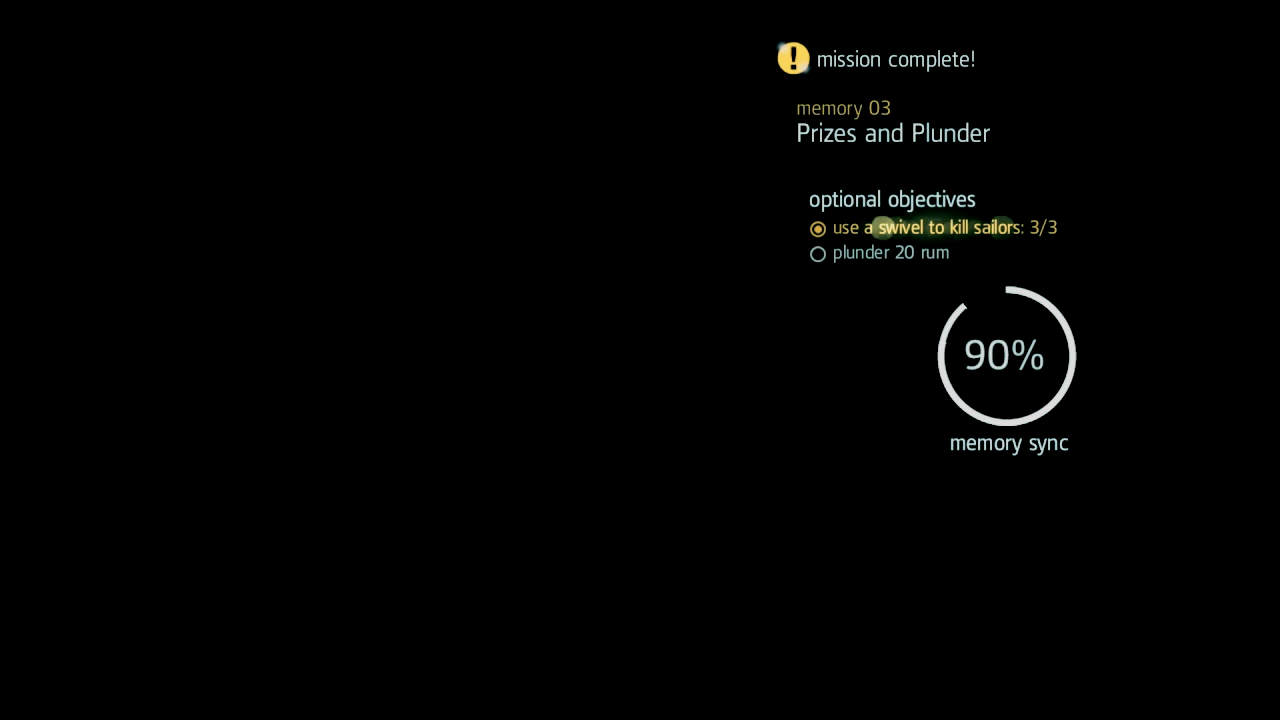 mission complete!
memory 03
Prizes and Plunder
optional objectives
use a swivel to kill sailors: 3/3
plunder 20 rum
90%
memory sync